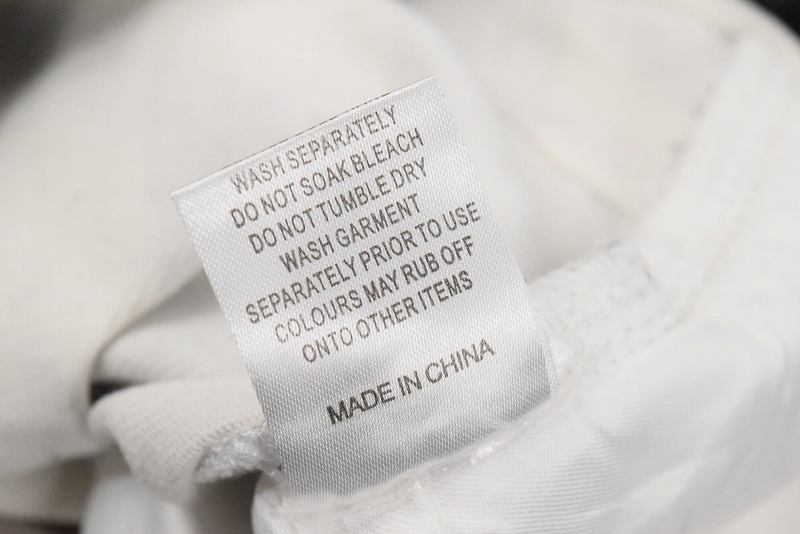 WASH SEPARATELY
DO NOT SOAK BLEACH
DO NOT TUMBLE DRY
WASH GARMENT
SEPARATELY PRIOR TO USE
COLOURS MAY RUB OFF
ONTO OTHER ITEMS
MADE IN CHINA